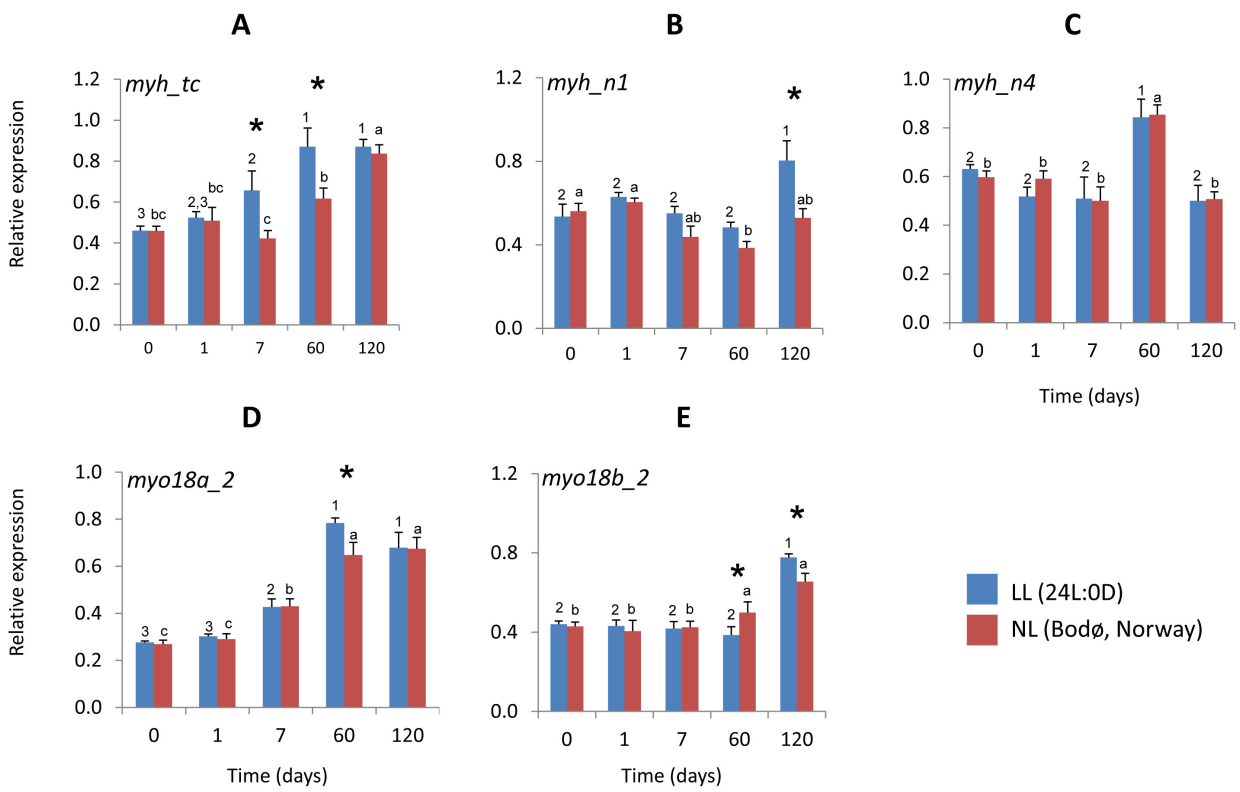 A
myh_tc
Relative expression
1.2
1.0
0.8
0.6
0.4
0.2
0.0
3 bc
2,3 bc
2 c
*
1 b
*
1 a
0 1 7 60 120
B
myh_n1
1.2
0.8
0.4
0.0
2 a
2 a
2 ab
2 b
1 ab
*
0 1 7 60 120
C
myh_n4
1.0
0.8
0.6
0.4
0.2
0.0
2 b
2 b
2 b
1 a
2 b
0 1 7 60 120
Time (days)
D
myo18a_2
Relative expression
1.0
0.8
0.6
0.4
0.2
0.0
3 c
3 c
2 b
1 a
*
1 a
0 1 7 60 120
Time (days)
E
myo18b_2
1.2
0.8
0.4
0.0
2 b
2 b
2 b
2 a
*
1 a
*
0 1 7 60 120
Time (days)
LL (24L:0D)
NL (Bodø, Norway)